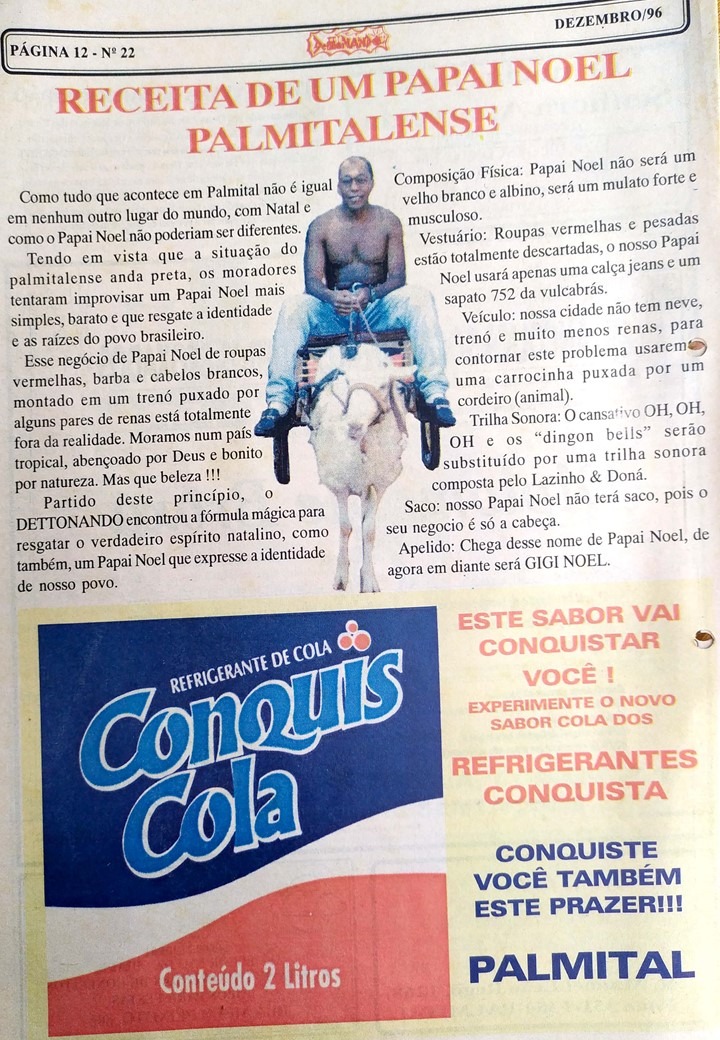 PÁGINA 12 - Nº 22
DETTONANDO
DEZEMBRO/96
RECEITA DE UM PAPAI NOEL
PALMITALENSE
Como tudo que acontece em Palmital não é igual
em nenhum outro lugar do mundo, com Natal e
como o Papai Noel não poderiam ser diferentes.
Tendo em vista que a situação do
palmitalense anda preta, os moradores
tentaram improvisar um Papai Noel mais
simples, barato e que resgate a identidade
e as raízes do povo brasileiro.
Esse negócio de Papai Noel de roupas
vermelhas, barba e cabelos brancos,
montado em um trenó puxado por
alguns pares de renas está totalmente
fora da realidade. Moramos num país
tropical, abençoado por Deus e bonito
por natureza. Mas que beleza !!!
Partido deste princípio, o
DETTONANDO encontrou a fórmula mágica para
resgatar o verdadeiro espírito natalino, como
também, um Papai Noel que expresse a identidade
de nosso povo.
Composição Física: Papai Noel não será um
velho branco e albino, será um mulato forte e
musculoso.
Vestuário: Roupas vermelhas e pesadas
estão totalmente descartadas, o nosso Papai
Noel usará apenas uma calça jeans e um
sapato 752 da vulcabrás.
Veículo: nossa cidade não tem neve,
trenó e muito menos renas, para
contornar este problema usarem
uma carrocinha puxada por um
cordeiro (animal).
Trilha Sonora: O cansativo OH, OH,
OH e os “dingon bells” serão
substituído por uma trilha sonora
composta pelo Lazinho & Doná.
Saco: nosso Papai Noel não terá saco, pois o
seu negocio é só a cabeça.
Apelido: Chega desse nome de Papai Noel, de
agora em diante será GIGI NOEL.
REFRIGERANTE DE COLA
Conquis
Cola
Conteúdo 2 Litros
ESTE SABOR VAI
CONQUISTAR
VOCÊ !
EXPERIMENTE O NOVO
SABOR COLA DOS
REFRIGERANTES
CONQUISTA
CONQUISTE
VOCÊ TAMBÉM
ESTE PRAZER!!!
PALMITAL